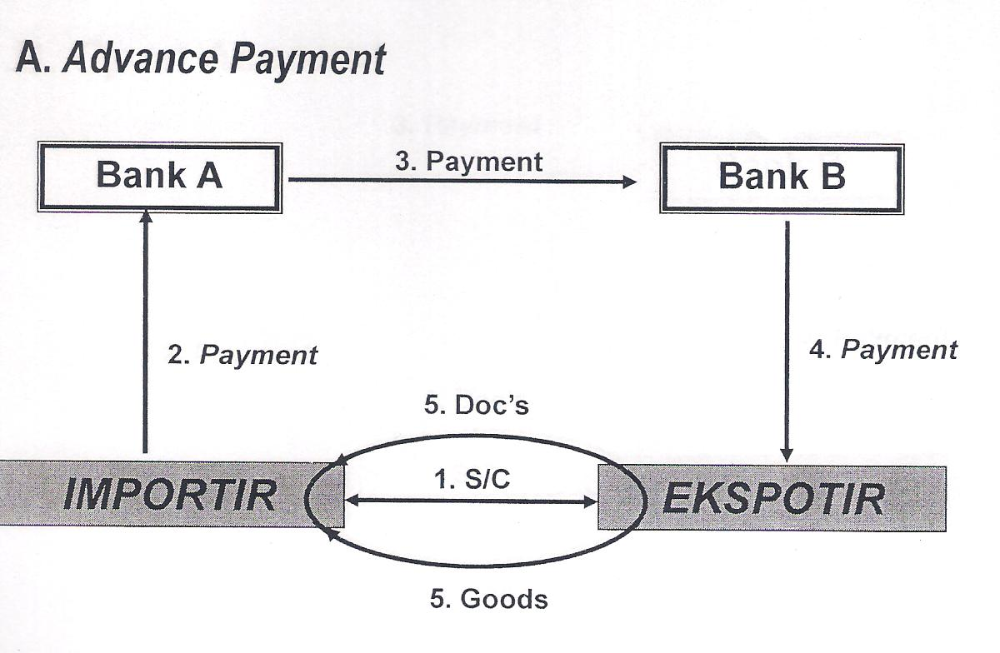 A. Advance Payment
Bank A
3. Payment
Bank B
2. Payment
4. Payment
5. Doc's
IMPORTIR
1. S/C
EKSPOTIR
5. Goods